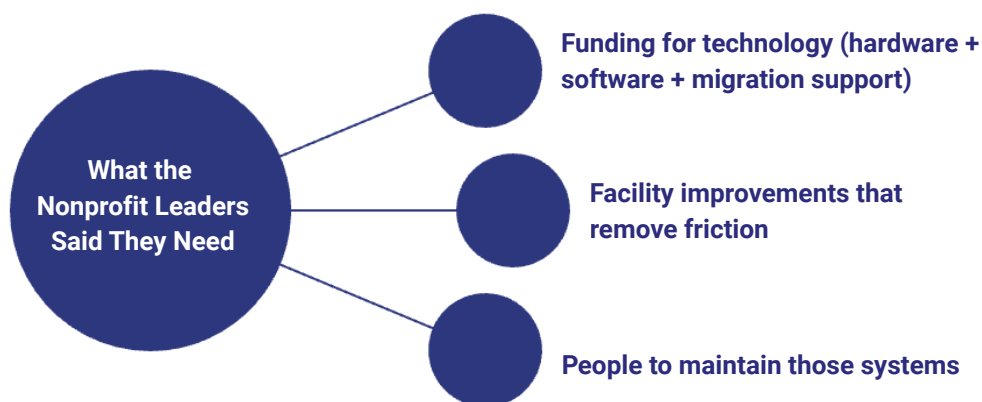 What the
Nonprofit Leaders
Said They Need
Funding for technology (hardware +
software + migration support)
Facility improvements that
remove friction
People to maintain those systems